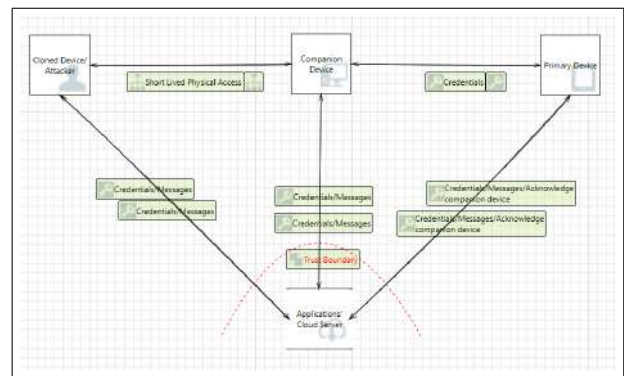 Cloned Device/
Attacker
Companion
Device
Primary Device
Short Lived Physical Access
Credentials
Credentials/Messages
Credentials/Messages
Credentials/Messages
Credentials/Messages
Credentials/Messages/Acknowledge
companion device
Credentials/Messages/Acknowledge
companion device
Trust Boundary
Applications'
Cloud Server